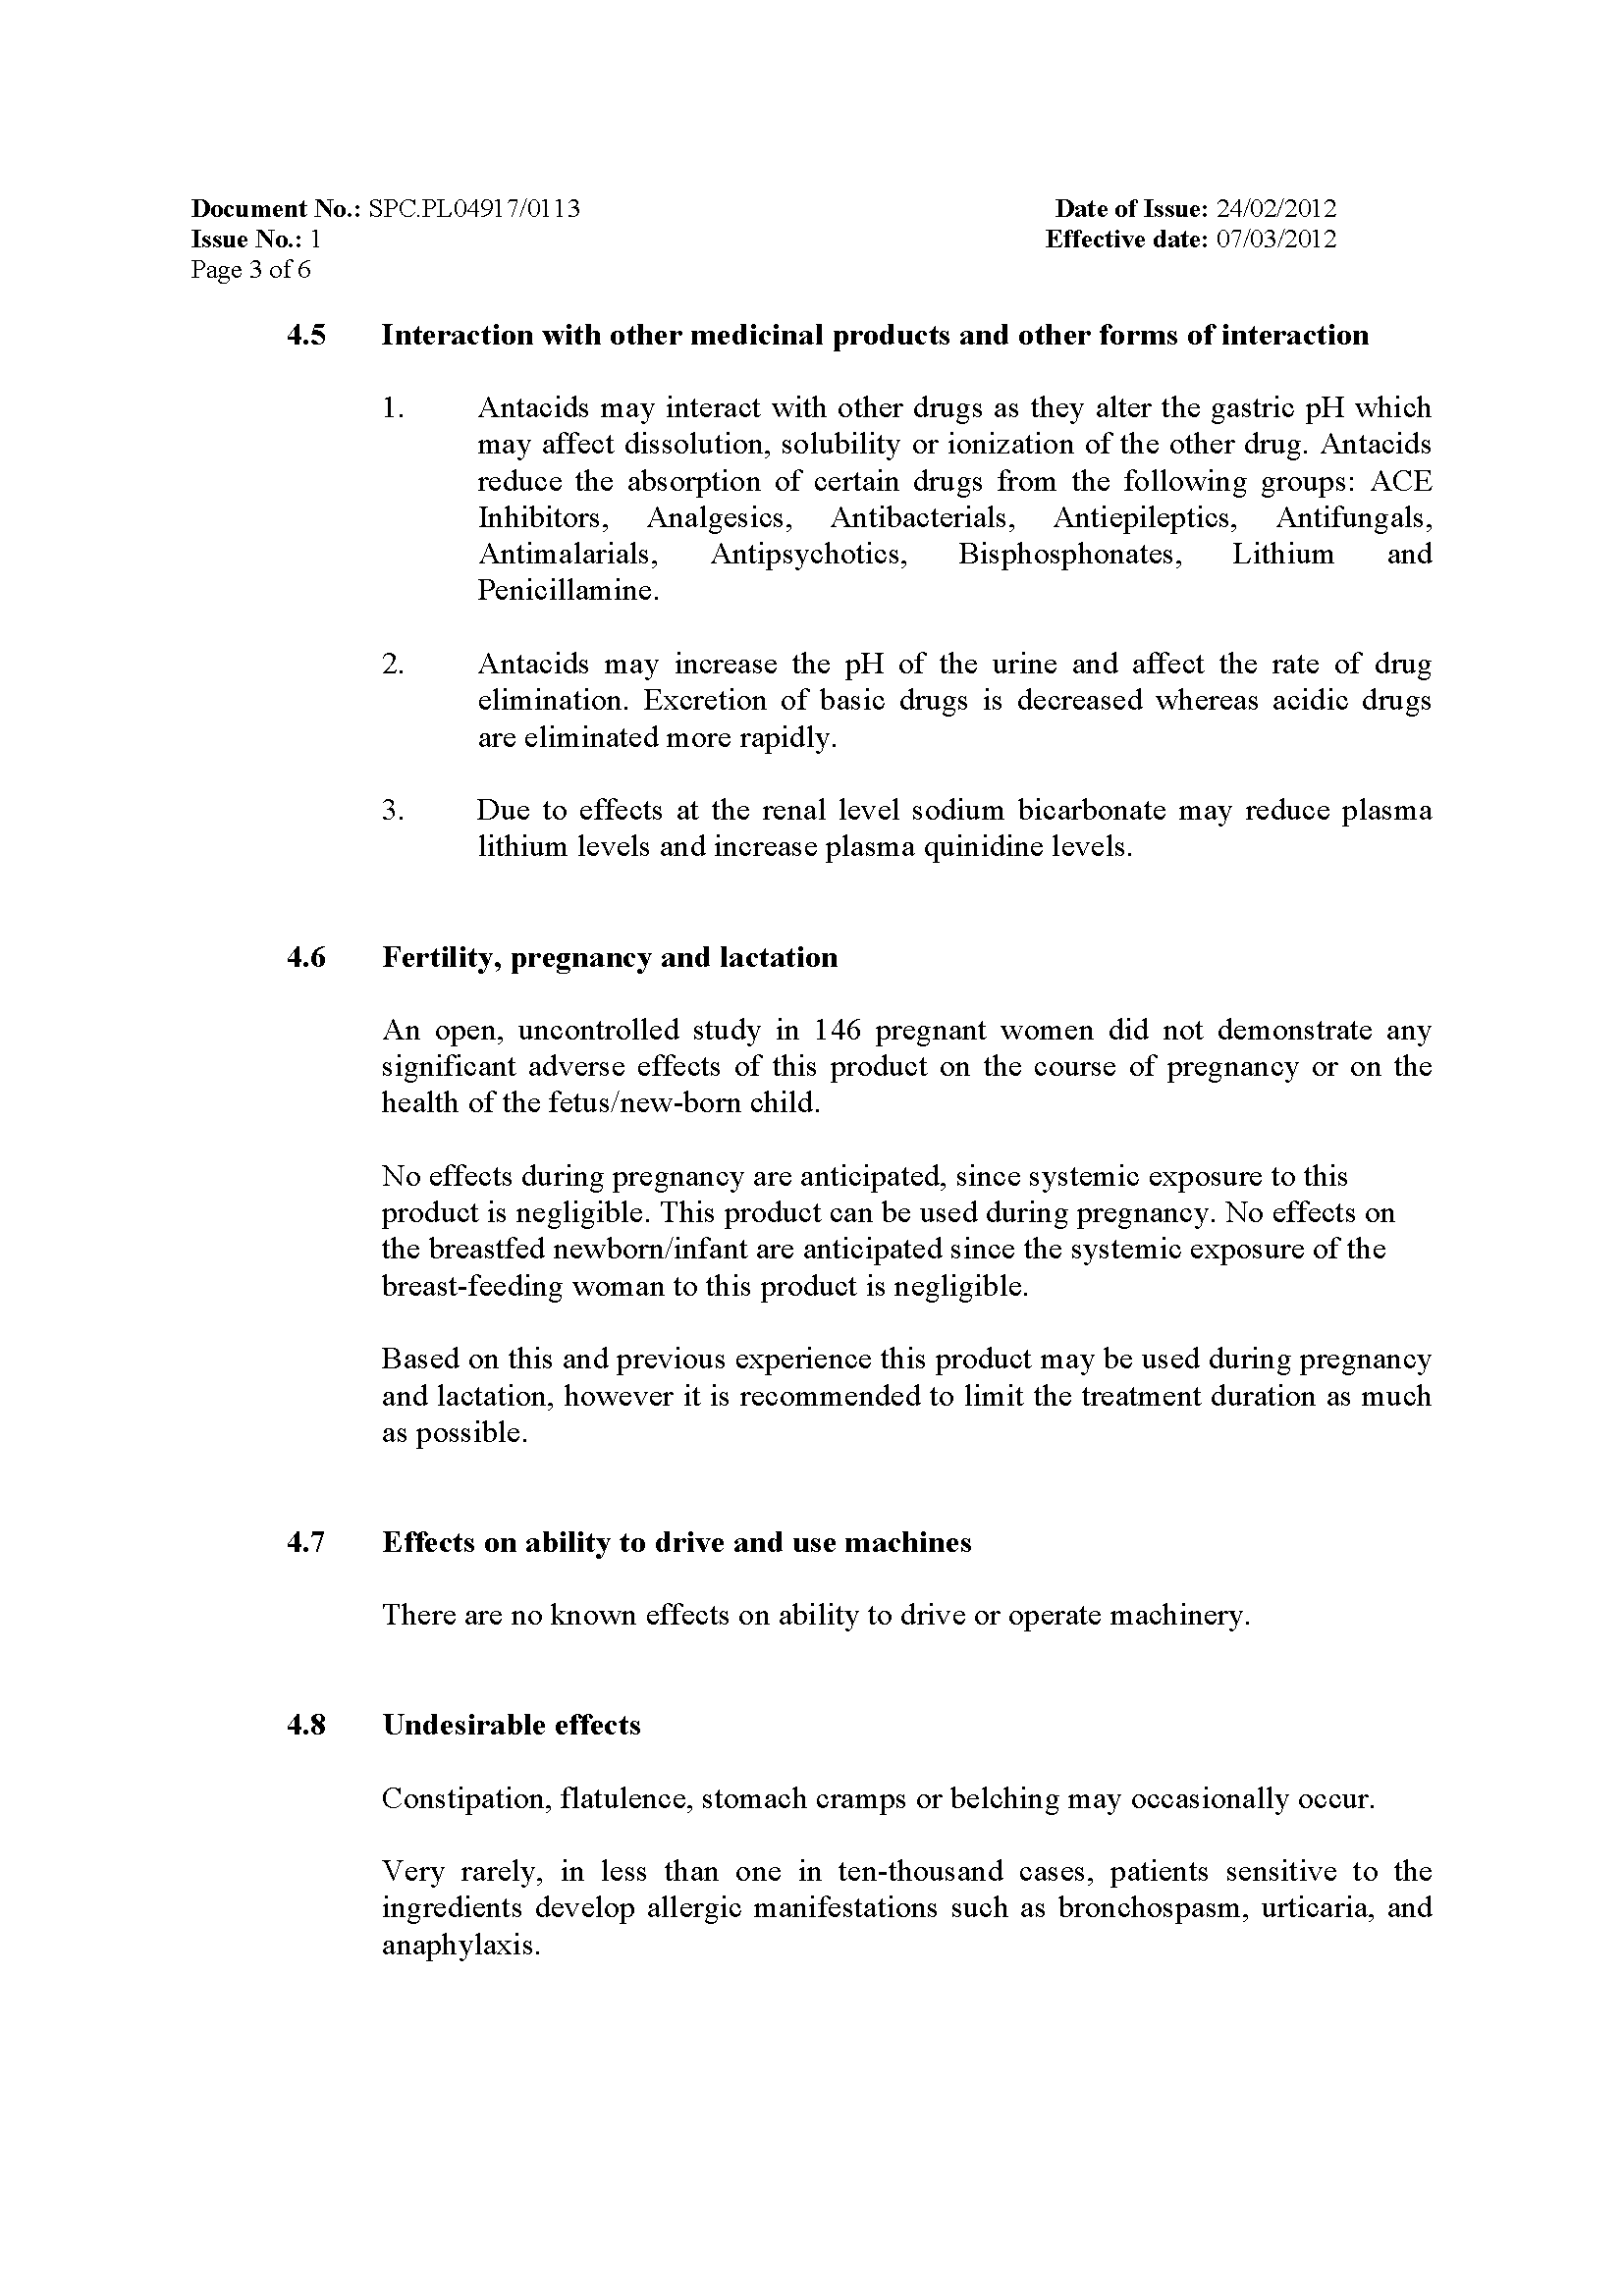 Document No.: SPC.PL04917/0113 Date of Issue: 24/02/2012
Issue No.: 1 Effective date: 07/03/2012
Page 3 of 6
4.5 Interaction with other medicinal products and other forms of interaction
1. Antacids may interact with other drugs as they alter the gastric pH which
may affect dissolution, solubility or ionization of the other drug. Antacids
reduce the absorption of certain drugs from the following groups: ACE
Inhibitors, Analgesics, Antibacterials, Antiepileptics, Antifungals,
Antimalarials, Antipsychotics, Bisphosphonates, Lithium and
Penicillamine.
2. Antacids may increase the pH of the urine and affect the rate of drug
elimination. Excretion of basic drugs is decreased whereas acidic drugs
are eliminated more rapidly.
3. Due to effects at the renal level sodium bicarbonate may reduce plasma
lithium levels and increase plasma quinidine levels.
4.6 Fertility, pregnancy and lactation
An open, uncontrolled study in 146 pregnant women did not demonstrate any
significant adverse effects of this product on the course of pregnancy or on the
health of the fetus/new-born child.
No effects during pregnancy are anticipated, since systemic exposure to this
product is negligible. This product can be used during pregnancy. No effects on
the breastfed newborn/infant are anticipated since the systemic exposure of the
breast-feeding woman to this product is negligible.
Based on this and previous experience this product may be used during pregnancy
and lactation, however it is recommended to limit the treatment duration as much
as possible.
4.7 Effects on ability to drive and use machines
There are no known effects on ability to drive or operate machinery.
4.8 Undesirable effects
Constipation, flatulence, stomach cramps or belching may occasionally occur.
Very rarely, in less than one in ten-thousand cases, patients sensitive to the
ingredients develop allergic manifestations such as bronchospasm, urticaria, and
anaphylaxis.